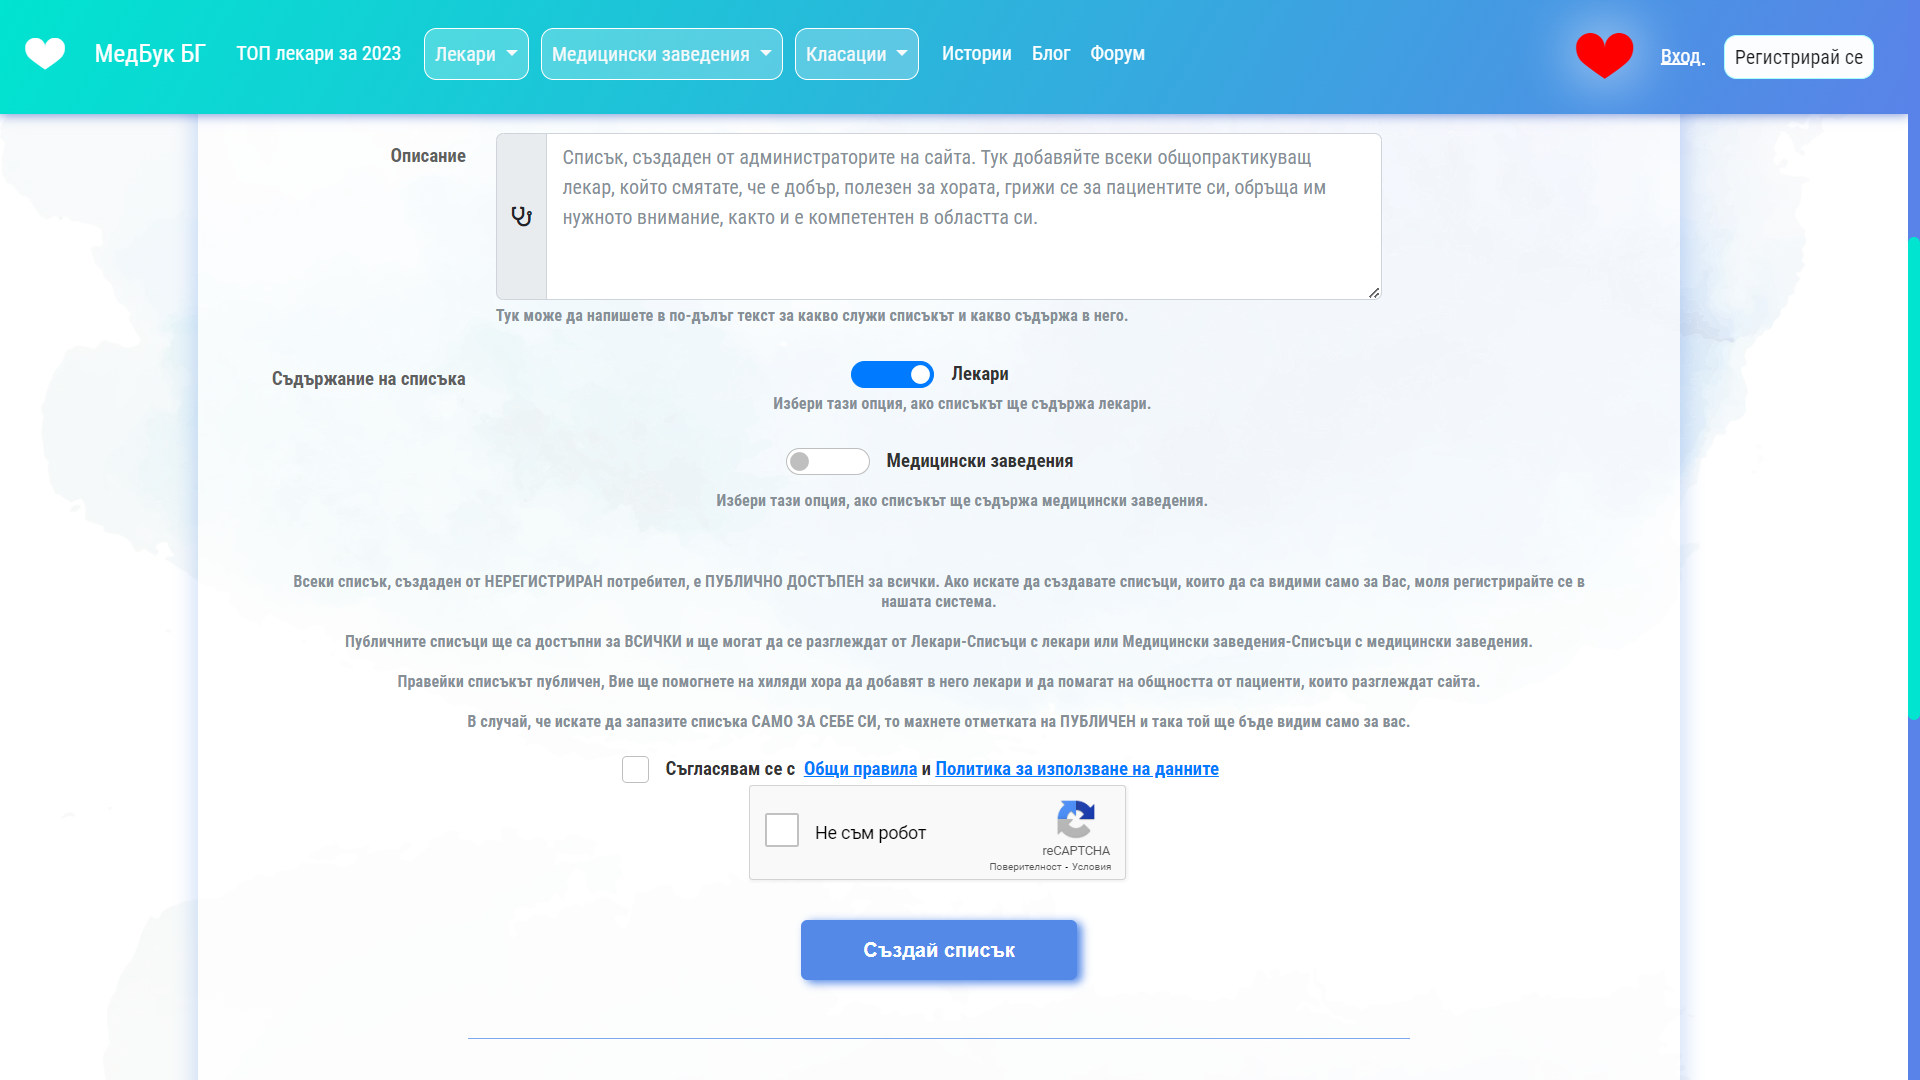 МедБук БГ ТОП лекари за 2023 Лекари Медицински заведения Класации Истории Блог Форум Вход Регистрирай се
Описание
Списък, създаден от администраторите на сайта. Тук добавяйте всеки общопрактикуващ
лекар, който смятате, че е добър, полезен за хората, грижи се за пациентите си, обръща им
нужното внимание, както и е компетентен в областта си.
Тук може да напишете в по-дълъг текст за какво служи списъкът и какво съдържа в него.
Съдържание на списъка
Лекари
Избери тази опция, ако списъкът ще съдържа лекари.
Медицински заведения
Избери тази опция, ако списъкът ще съдържа медицински заведения.
Всеки списък, създаден от НЕРЕГИСТРИРАН потребител, е ПУБЛИЧНО ДОСТЪПЕН за всички. Ако искате да създавате списъци, които да са видими само за Вас, моля регистрирайте се в
нашата система.
Публичните списъци ще са достъпни за ВСИЧКИ и ще могат да се разглеждат от Лекари-Списъци с лекари или Медицински заведения-Списъци с медицински заведения.
Правейки списъкът публичен, Вие ще помогнете на хиляди хора да добавят в него лекари и да помагат на общността от пациенти, които разглеждат сайта.
В случай, че искате да запазите списъка САМО ЗА СЕБЕ СИ, то махнете отметката на ПУБЛИЧЕН и така той ще бъде видим само за вас.
Съгласявам се с Общи правила и Политика за използване на данните
Не съм робот
reCAPTCHA
Поверителност - Условия
Създай списък